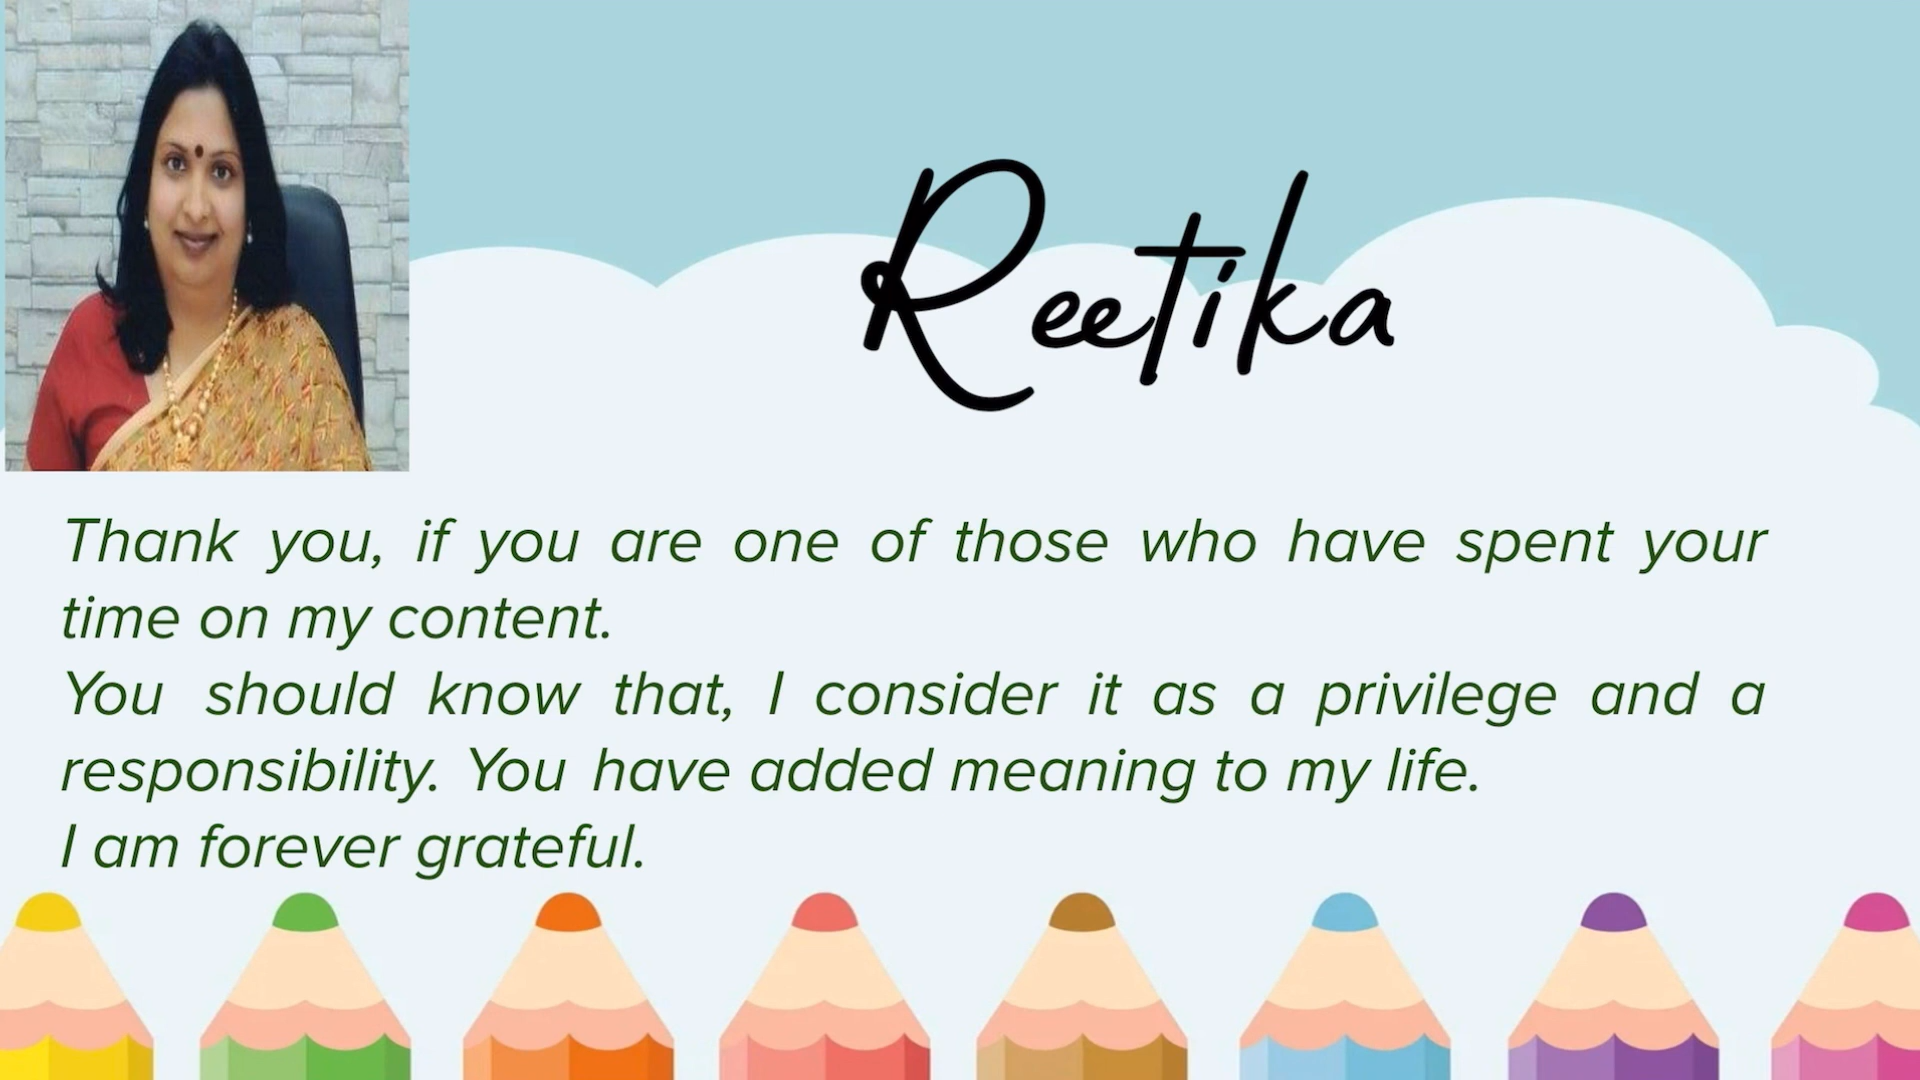 Reetika
Thank you, if you are one of those who have spent your
time on my content.
You should know that, I consider it as a privilege and a
responsibility. You have added meaning to my life.
I am forever grateful.